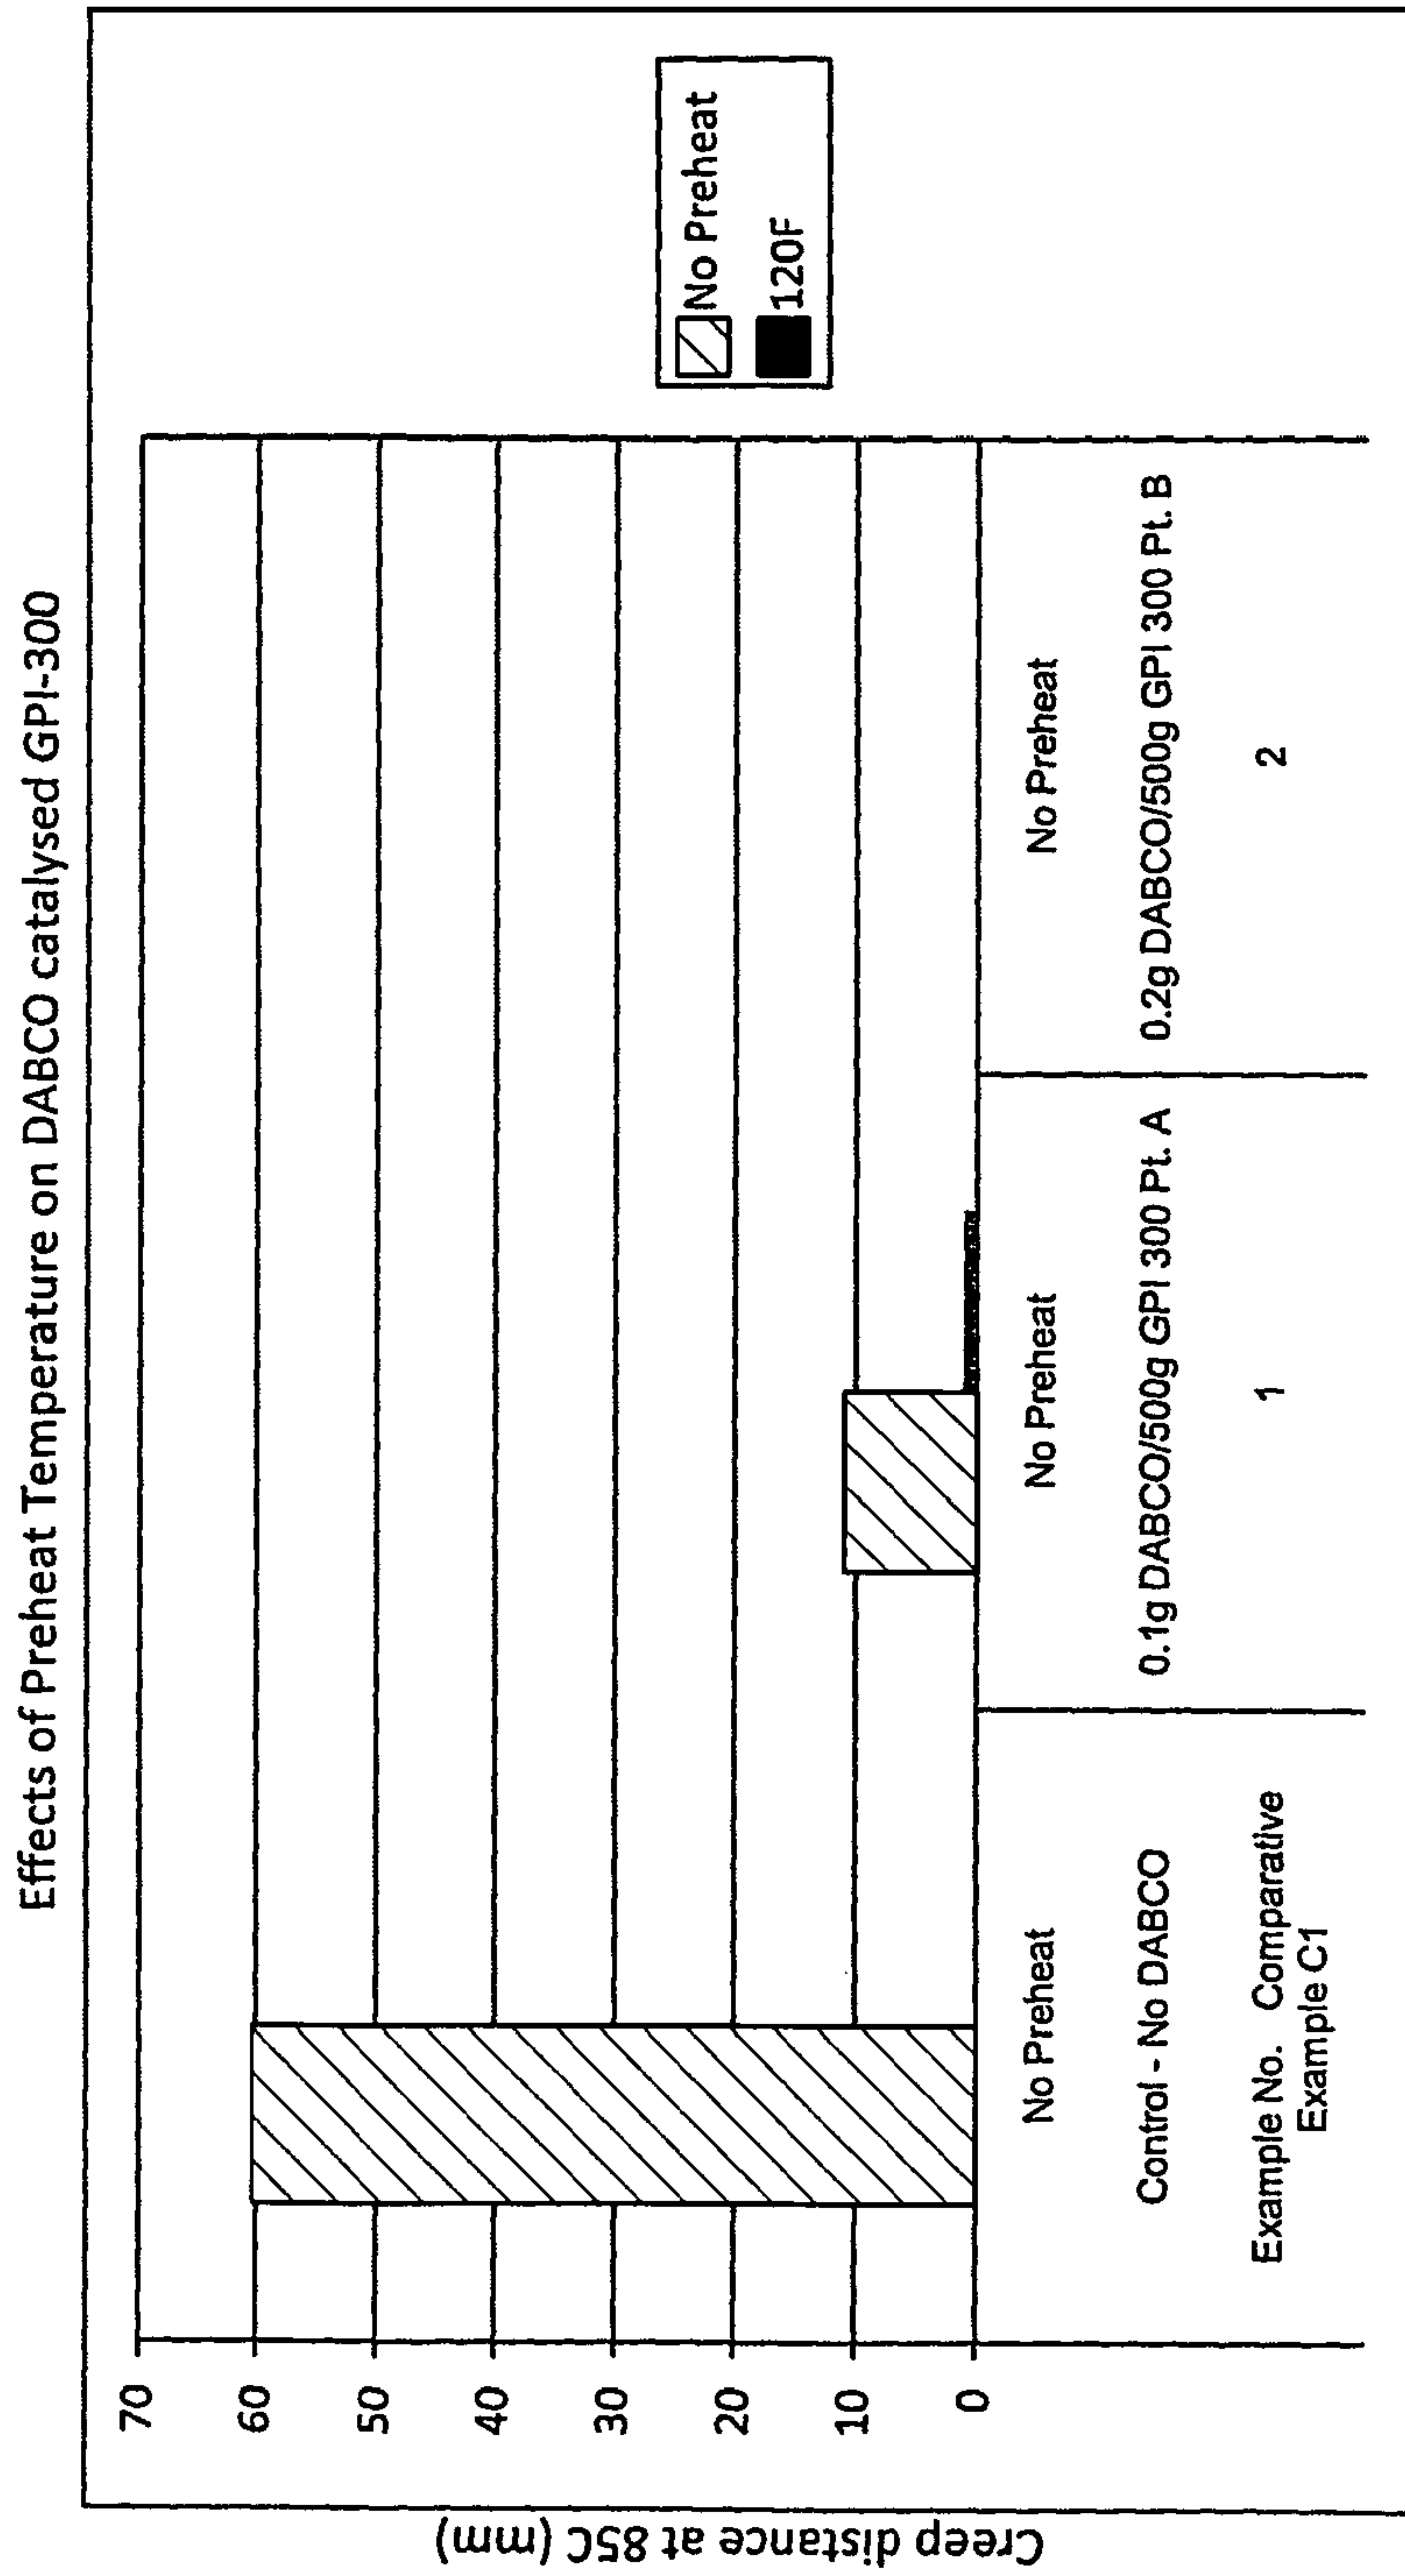 Effects of Preheat Temperature on DABCO catalysed GPI-300
Creep distance at 85C (mm)
70
60
50
40
30
20
10
0
No Preheat
120F
No Preheat
No Preheat
No Preheat
Control - No DABCO
0.1g DABCO/500g GPI 300 Pt. A
0.2g DABCO/500g GPI 300 Pt. B
Example No. Comparative
Example C1
1
2